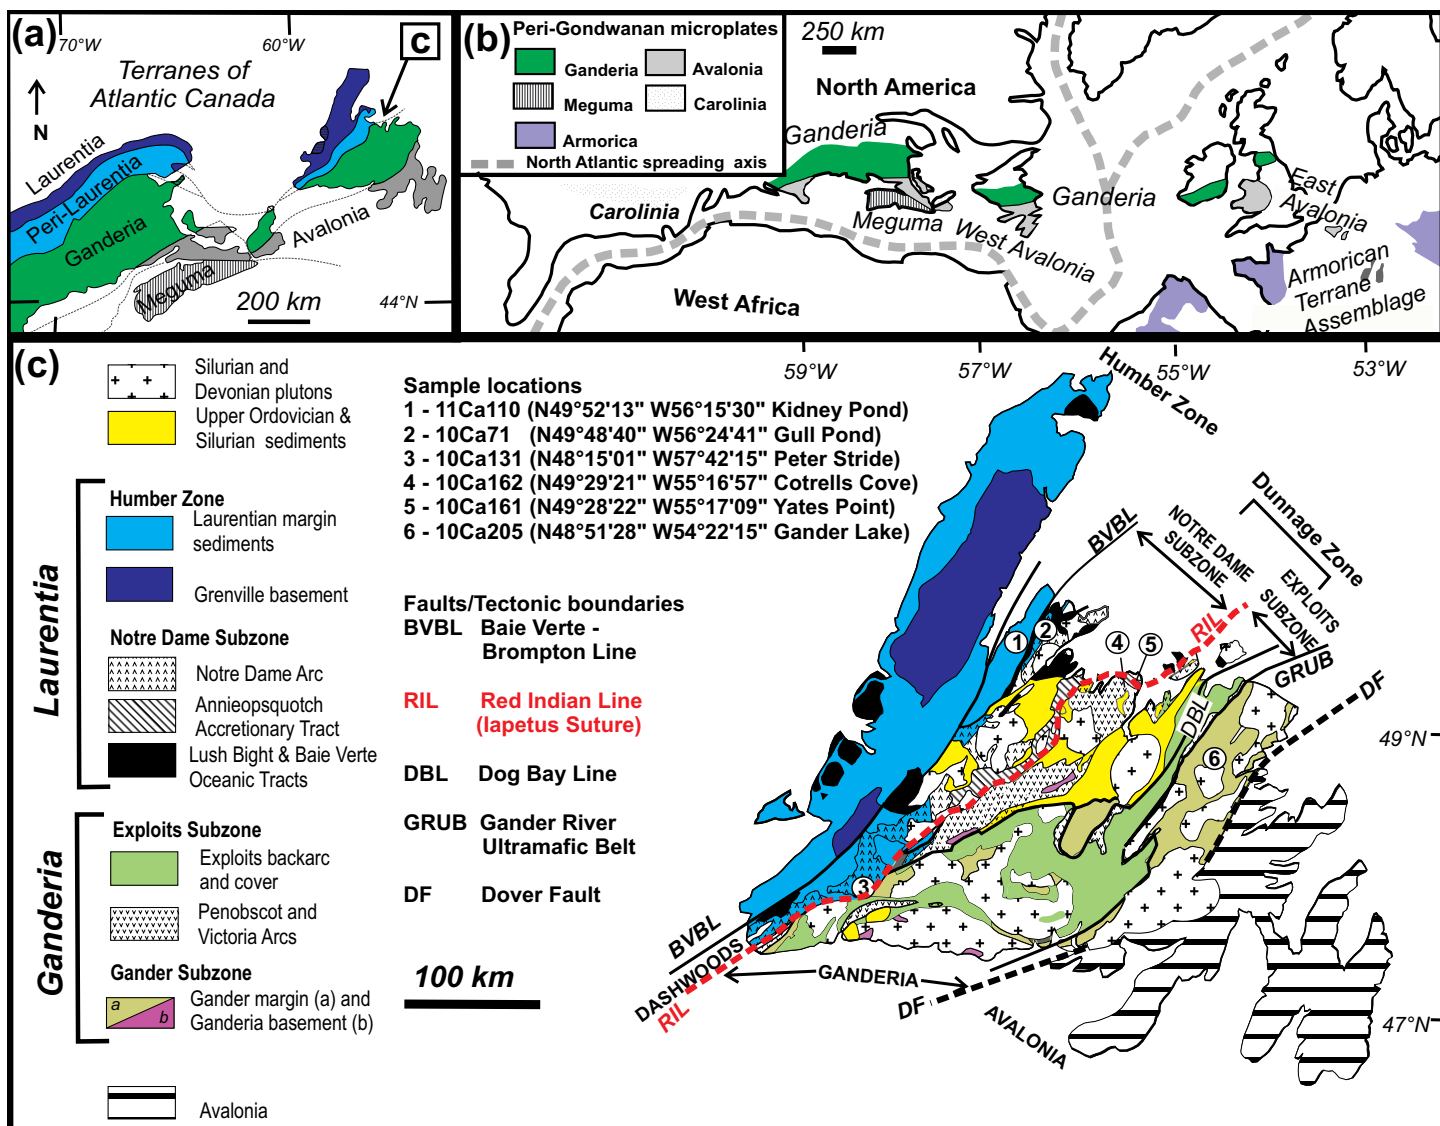 (a)
70°W
60°W
c
Terranes of
Atlantic Canada
N
Laurentia
Peri-Laurentia
Ganderia
Avalonia
Meguma
200 km
44°N
(b)
Peri-Gondwanan microplates
Ganderia
Avalonia
Meguma
Carolinia
Armorica
North Atlantic spreading axis
250 km
North America
Ganderia
Carolinia
Meguma
West Avalonia
Ganderia
West Africa
East
Avalonia
Armorican
Terrane
Assemblage
(c)
Silurian and
Devonian plutons
Upper Ordovician &
Silurian sediments
Laurentia
Humber Zone
Laurentian margin
sediments
Grenville basement
Notre Dame Subzone
Notre Dame Arc
Annieopsquotch
Accretionary Tract
Lush Bight & Baie Verte
Oceanic Tracts
Ganderia
Exploits Subzone
Exploits backarc
and cover
Penobscot and
Victoria Arcs
Gander Subzone
a
b
Gander margin (a) and
Ganderia basement (b)
Avalonia
Sample locations
1 - 11Ca110 (N49°52'13" W56°15'30" Kidney Pond)
2 - 10Ca71 (N49°48'40" W56°24'41" Gull Pond)
3 - 10Ca131 (N48°15'01" W57°42'15" Peter Stride)
4 - 10Ca162 (N49°29'21" W55°16'57" Cotrells Cove)
5 - 10Ca161 (N49°28'22" W55°17'09" Yates Point)
6 - 10Ca205 (N48°51'28" W54°22'15" Gander Lake)
Faults/Tectonic boundaries
BVBL Baie Verte -
Brompton Line
RIL Red Indian Line
(Iapetus Suture)
DBL Dog Bay Line
GRUB Gander River
Ultramafic Belt
DF Dover Fault
100 km
59°W
57°W
55°W
53°W
Humber Zone
Dunnage Zone
BVBL
NOTRE DAME
SUBZONE
EXPLOITS
SUBZONE
RIL
GRUB
DF
DBL
1
2
4
5
6
3
49°N
47°N
BVBL
DASHWOODS
RIL
GANDERIA
DF
AVALONIA